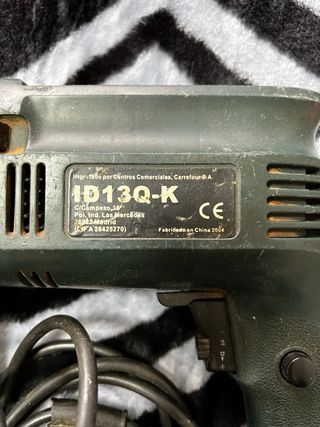 Importado por Centros Comerciales, Carrefour S.A.
ID13Q-K
C/Campezo,16
Pol. Ind. Las Mercedes
28022 Madrid
(C.I.F A 28425270)
CE
Fabricado en China 2004